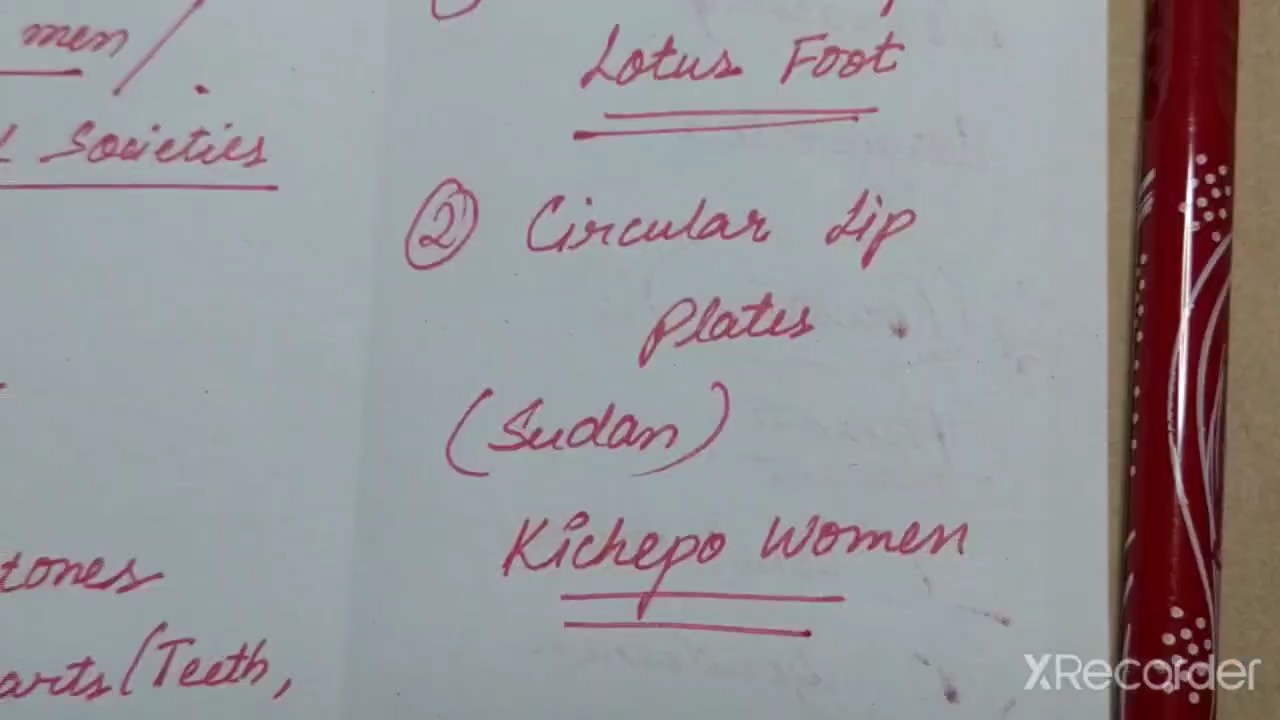 men/.
Societies
tones
arts (Teeth,
Lotus Foot
② Circular Lip
Plates
(Sudan)
Kichepo Women
XRecorder